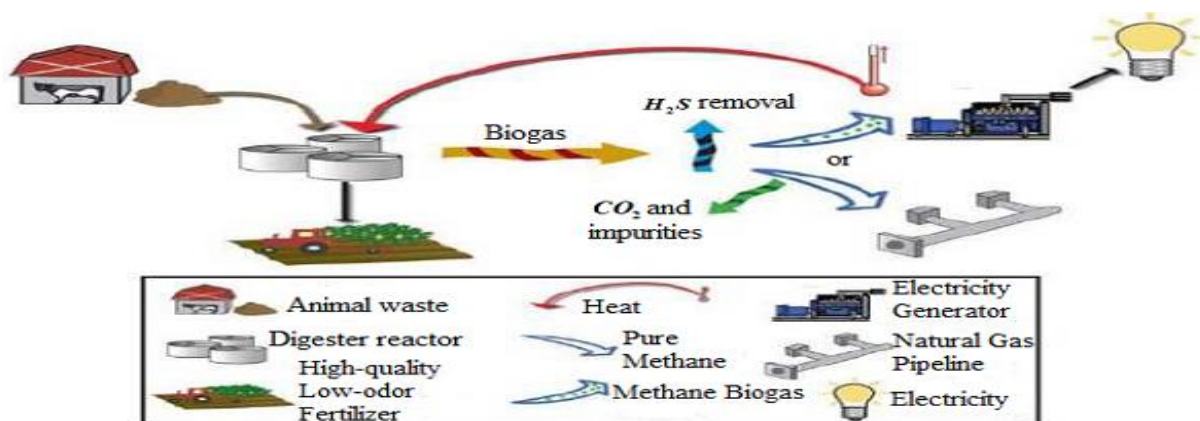 H₂S removal
Biogas
or
CO₂ and
impurities
Animal waste
Heat
Electricity
Generator
Digester reactor
Pure
Methane
Natural Gas
Pipeline
High-quality
Low-odor
Fertilizer
Methane Biogas
Electricity